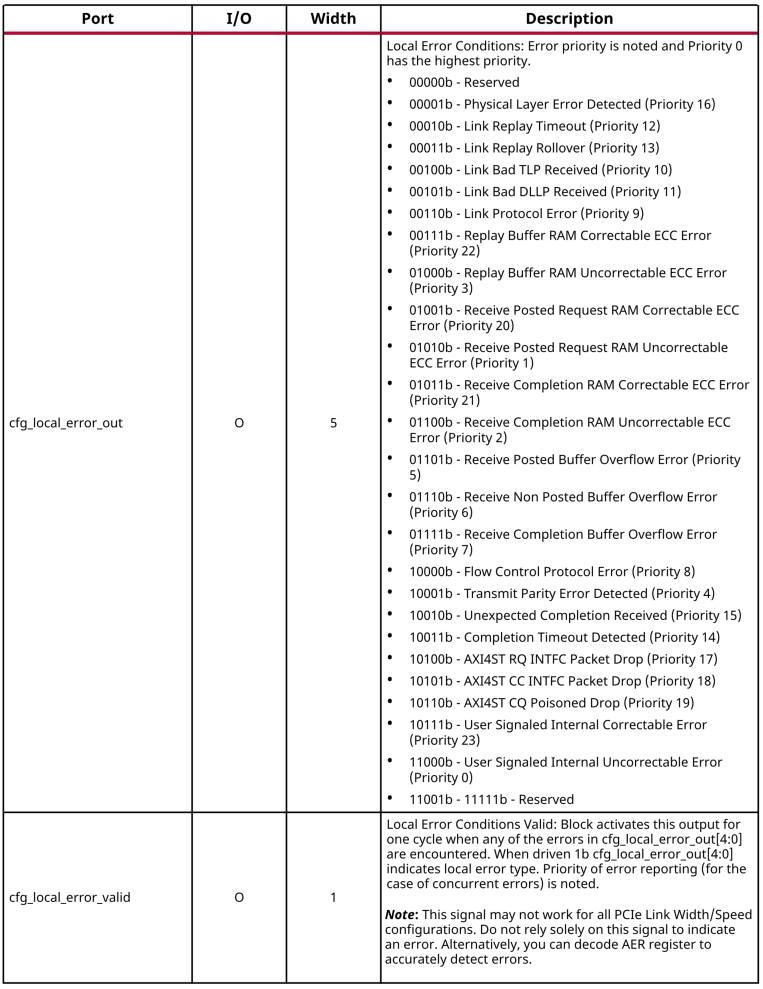 Port I/O Width Description
Local Error Conditions: Error priority is noted and Priority 0
has the highest priority.
• 00000b - Reserved
• 00001b - Physical Layer Error Detected (Priority 16)
• 00010b - Link Replay Timeout (Priority 12)
• 00011b - Link Replay Rollover (Priority 13)
• 00100b - Link Bad TLP Received (Priority 10)
• 00101b - Link Bad DLLP Received (Priority 11)
• 00110b - Link Protocol Error (Priority 9)
• 00111b - Replay Buffer RAM Correctable ECC Error
(Priority 22)
• 01000b - Replay Buffer RAM Uncorrectable ECC Error
(Priority 3)
• 01001b - Receive Posted Request RAM Correctable ECC
Error (Priority 20)
• 01010b - Receive Posted Request RAM Uncorrectable
ECC Error (Priority 1)
• 01011b - Receive Completion RAM Correctable ECC Error
(Priority 21)
cfg_local_error_out O 5
• 01100b - Receive Completion RAM Uncorrectable ECC
Error (Priority 2)
• 01101b - Receive Posted Buffer Overflow Error (Priority
5)
• 01110b - Receive Non Posted Buffer Overflow Error
(Priority 6)
• 01111b - Receive Completion Buffer Overflow Error
(Priority 7)
• 10000b - Flow Control Protocol Error (Priority 8)
• 10001b - Transmit Parity Error Detected (Priority 4)
• 10010b - Unexpected Completion Received (Priority 15)
• 10011b - Completion Timeout Detected (Priority 14)
• 10100b - AXI4ST RQ INTFC Packet Drop (Priority 17)
• 10101b - AXI4ST CC INTFC Packet Drop (Priority 18)
• 10110b - AXI4ST CQ Poisoned Drop (Priority 19)
• 10111b - User Signaled Internal Correctable Error
(Priority 23)
• 11000b - User Signaled Internal Uncorrectable Error
(Priority 0)
• 11001b - 11111b - Reserved
Local Error Conditions Valid: Block activates this output for
one cycle when any of the errors in cfg_local_error_out[4:0]
are encountered. When driven 1b cfg_local_error_out[4:0]
indicates local error type. Priority of error reporting (for the
case of concurrent errors) is noted.
cfg_local_error_valid O 1
Note: This signal may not work for all PCIe Link Width/Speed
configurations. Do not rely solely on this signal to indicate
an error. Alternatively, you can decode AER register to
accurately detect errors.